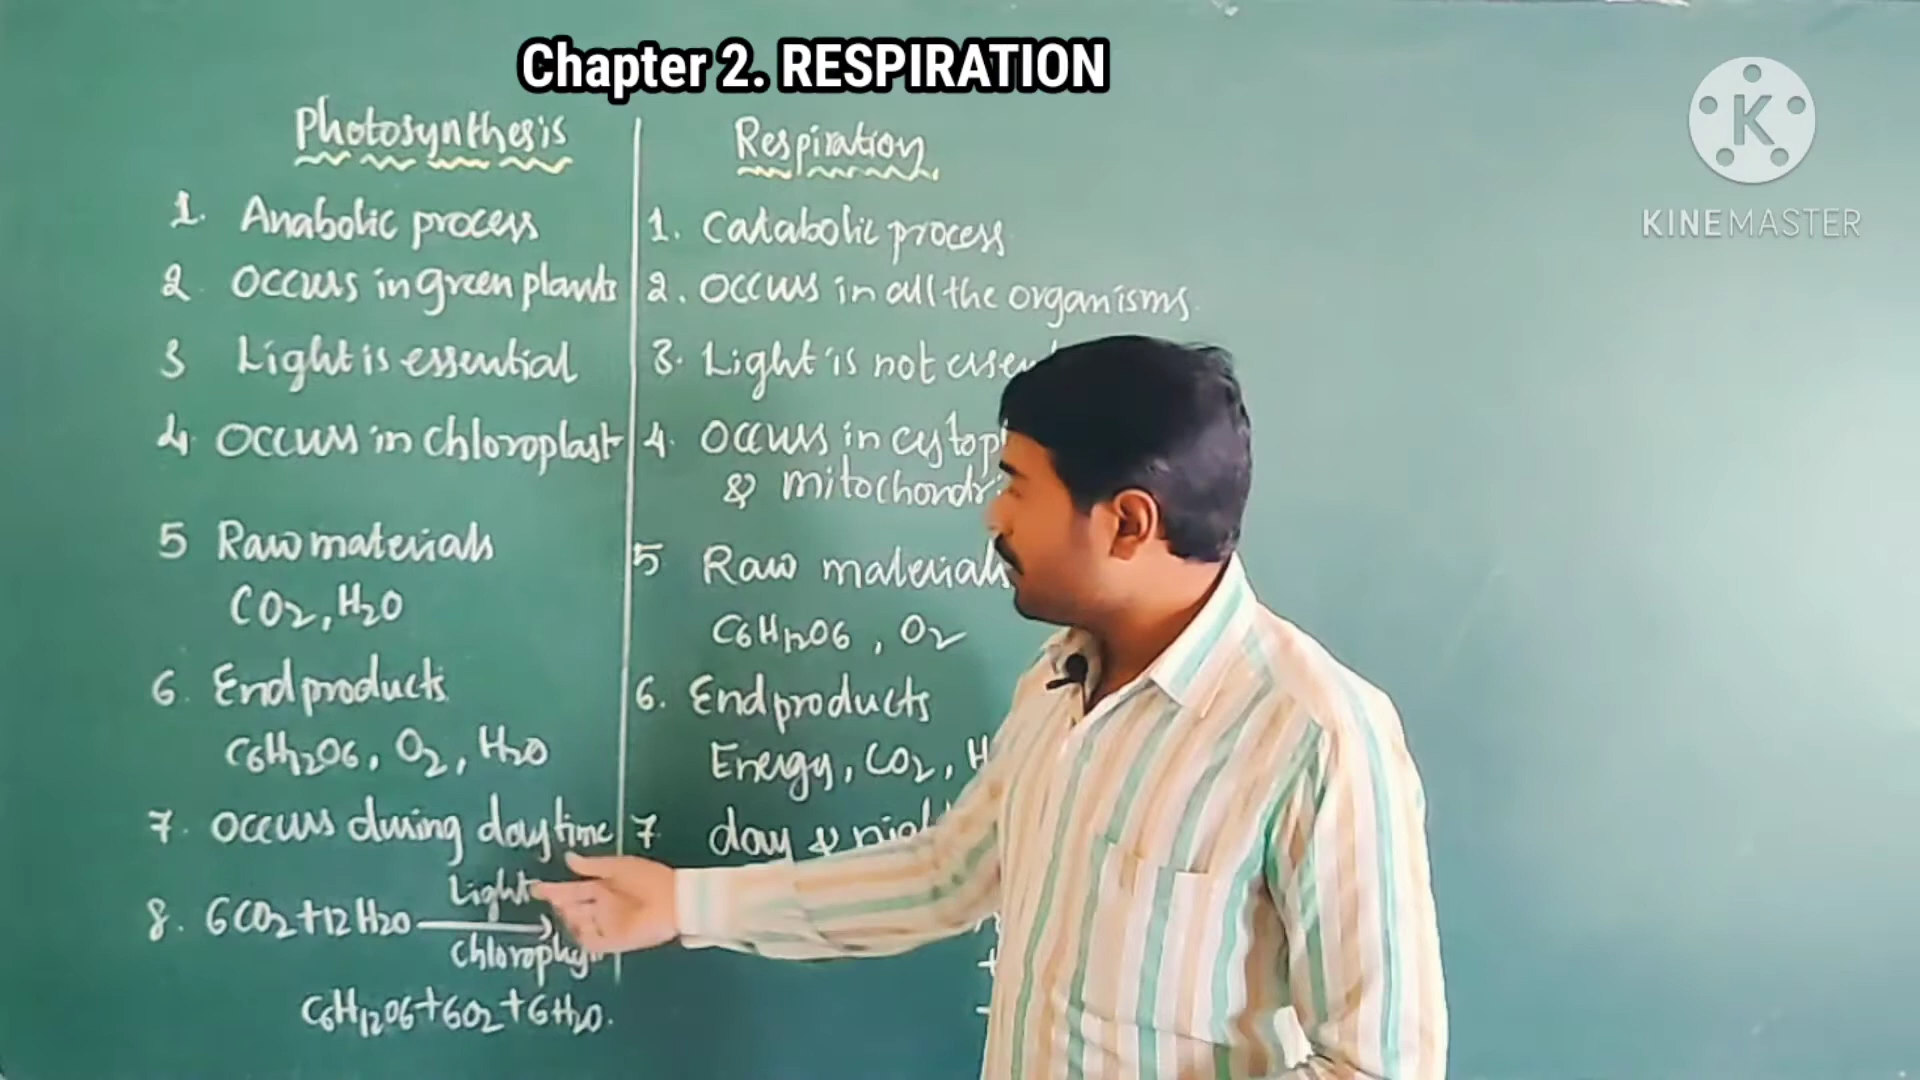 Chapter 2. RESPIRATION
KINEMASTER
Photosynthesis
1. Anabolic process
2. Occurs in green plants
3 Light is essential
4. Occurs in chloroplast
5 Raw materials
CO2, H2O
6. End products
C6H12O6, O2, H2O
7. Occurs during day time
8. 6CO2+12H2O
Light
C6H12O6+6O2+6H2O.
Respiration
1. Catabolic process
2. Occurs in all the organisms.
3. Light is not
4. Occurs in
&
5 Raw materials
C6H12O6, O2
6. End products
Energy, CO2,
7 day &